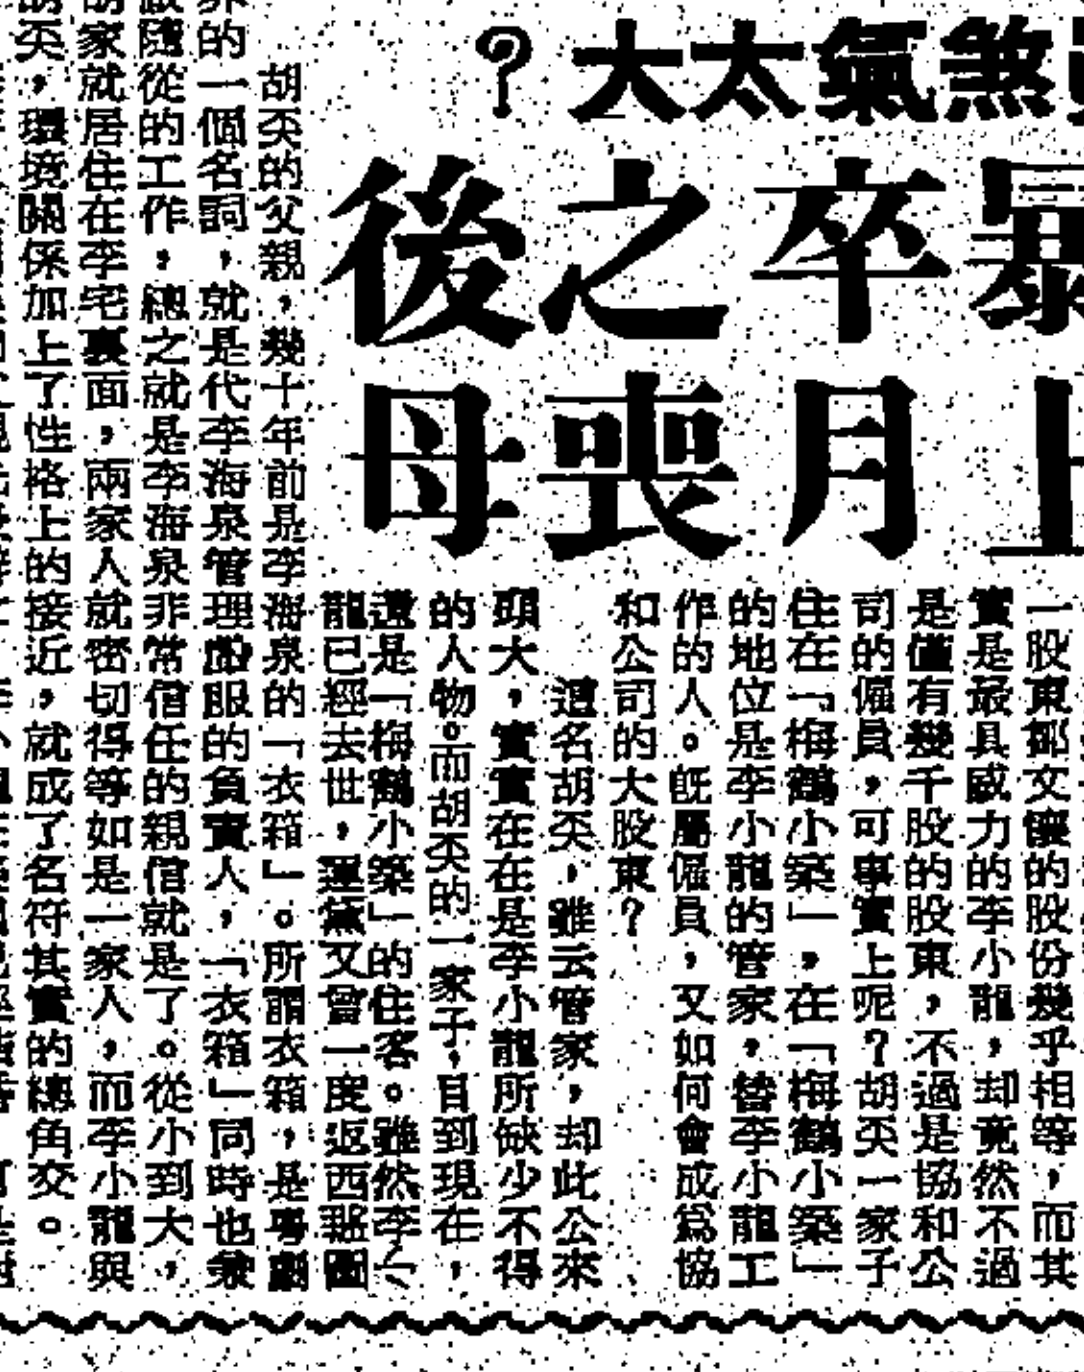 煞氣太大？
暴卒之後
上月喪母
一股東鄒文懷的股份幾乎相等，而其
實是最具威力的李小龍，却竟然不過
是僅有幾千股的股東，不過是協和公
司的僱員，可事實上呢？胡奀一家子
住在「梅鶴小築」，在「梅鶴小築」
的地位是李小龍的管家，替李小龍工
作的人。旣屬僱員，又如何會成爲協
和公司的大股東？
這名胡奀，雖云管家，却此公來
頭大，實實在在是李小龍所缺少不得
的人物。而胡奀的一家子，目到現在，
還是「梅鶴小築」的住客。雖然李小
龍已經去世，蓮黛又曾一度返西雅圖
胡奀的父親，幾十年前是李海泉的「衣箱」。所謂衣箱，是粵劇
界的一個名詞，就是代李海泉管理戲服的負責人，「衣箱」同時也兼
隨從的工作，總之就是李海泉非常信任的親信就是了。從小到大，
胡家就居住在李宅裏面，兩家人就密切得等如是一家人，而李小龍與
胡奀，環境關係加上了性格上的接近，就成了名符其實的總角交。